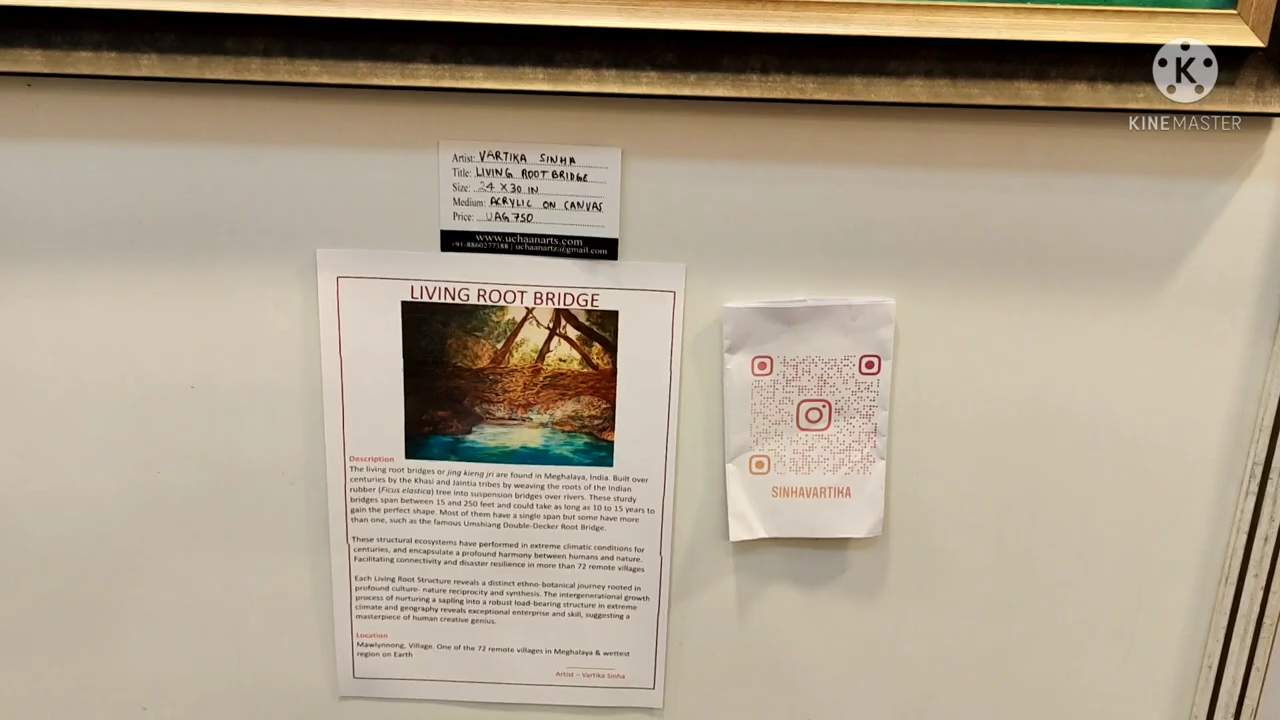 KINEMASTER
Artist: VARTIKA SINHA
Title: LIVING ROOT BRIDGE
Size: 24 X 30 IN
Medium: ACRYLIC ON CANVAS
Price: UAG 750
www.uchaanarts.com
+91-8860277388 | uchaanartz@gmail.com
LIVING ROOT BRIDGE
Description
The living root bridges or jing kieng jri are found in Meghalaya, India. Built over
centuries by the Khasi and Jaintia tribes by weaving the roots of the Indian
rubber (Ficus elastica) tree into suspension bridges over rivers. These sturdy
bridges span between 15 and 250 feet and could take as long as 10 to 15 years to
gain the perfect shape. Most of them have a single span but some have more
than one, such as the famous Umshiang Double-Decker Root Bridge.
These structural ecosystems have performed in extreme climatic conditions for
centuries, and encapsulate a profound harmony between humans and nature.
Facilitating connectivity and disaster resilience in more than 72 remote villages
Each Living Root Structure reveals a distinct ethno-botanical journey rooted in
profound culture- nature reciprocity and synthesis. The intergenerational growth
process of nurturing a sapling into a robust load-bearing structure in extreme
climate and geography reveals exceptional enterprise and skill, suggesting a
masterpiece of human creative genius.
Location
Mawlynnong, Village. One of the 72 remote villages in Meghalaya & wettest
region on Earth
Artist – Vartika Sinha
SINHAVARTIKA